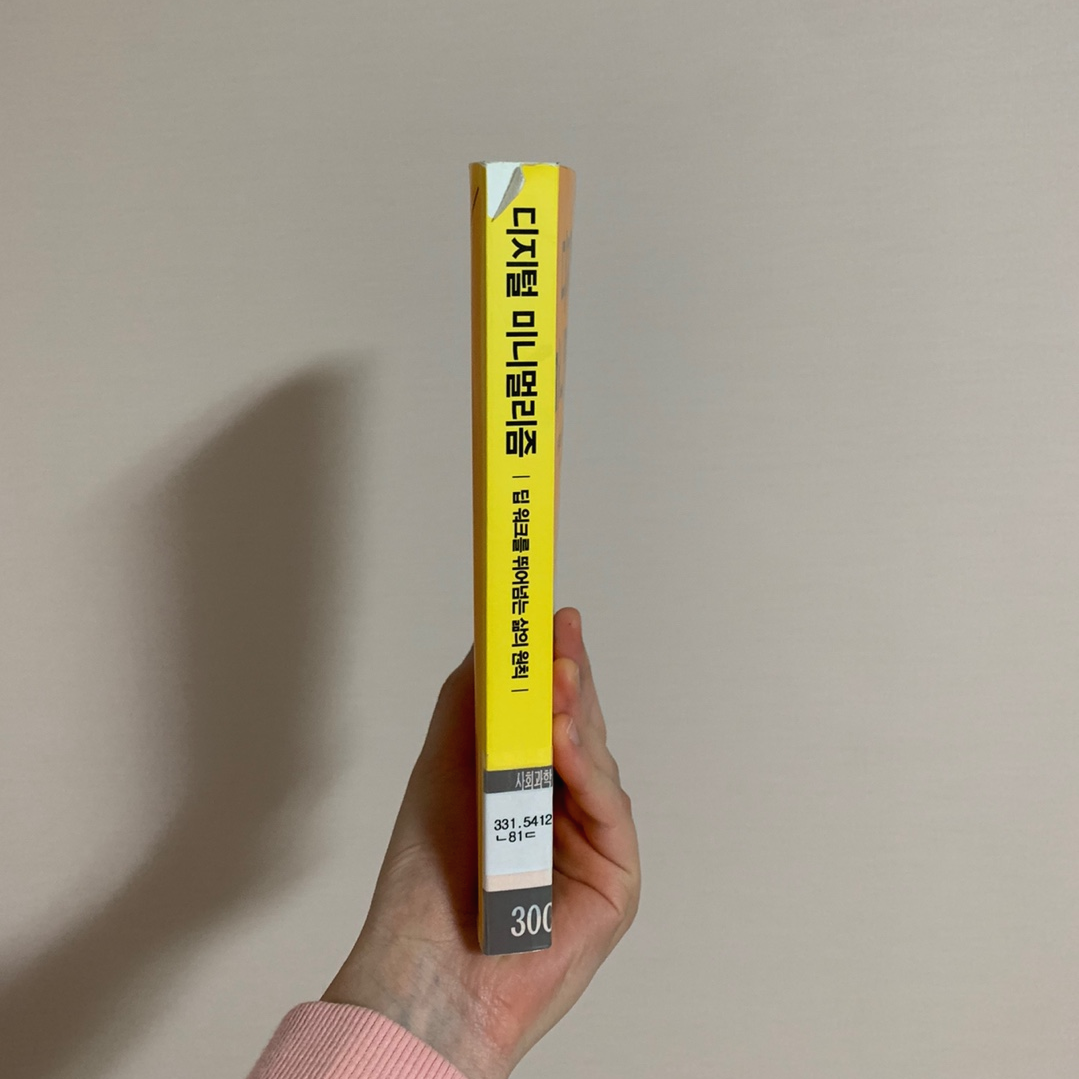 디지털 미니멀리즘
| 딥 워크를 뛰어넘는 삶의 원칙 |
사회과학
331.5412
ㄴ81ㄷ
300